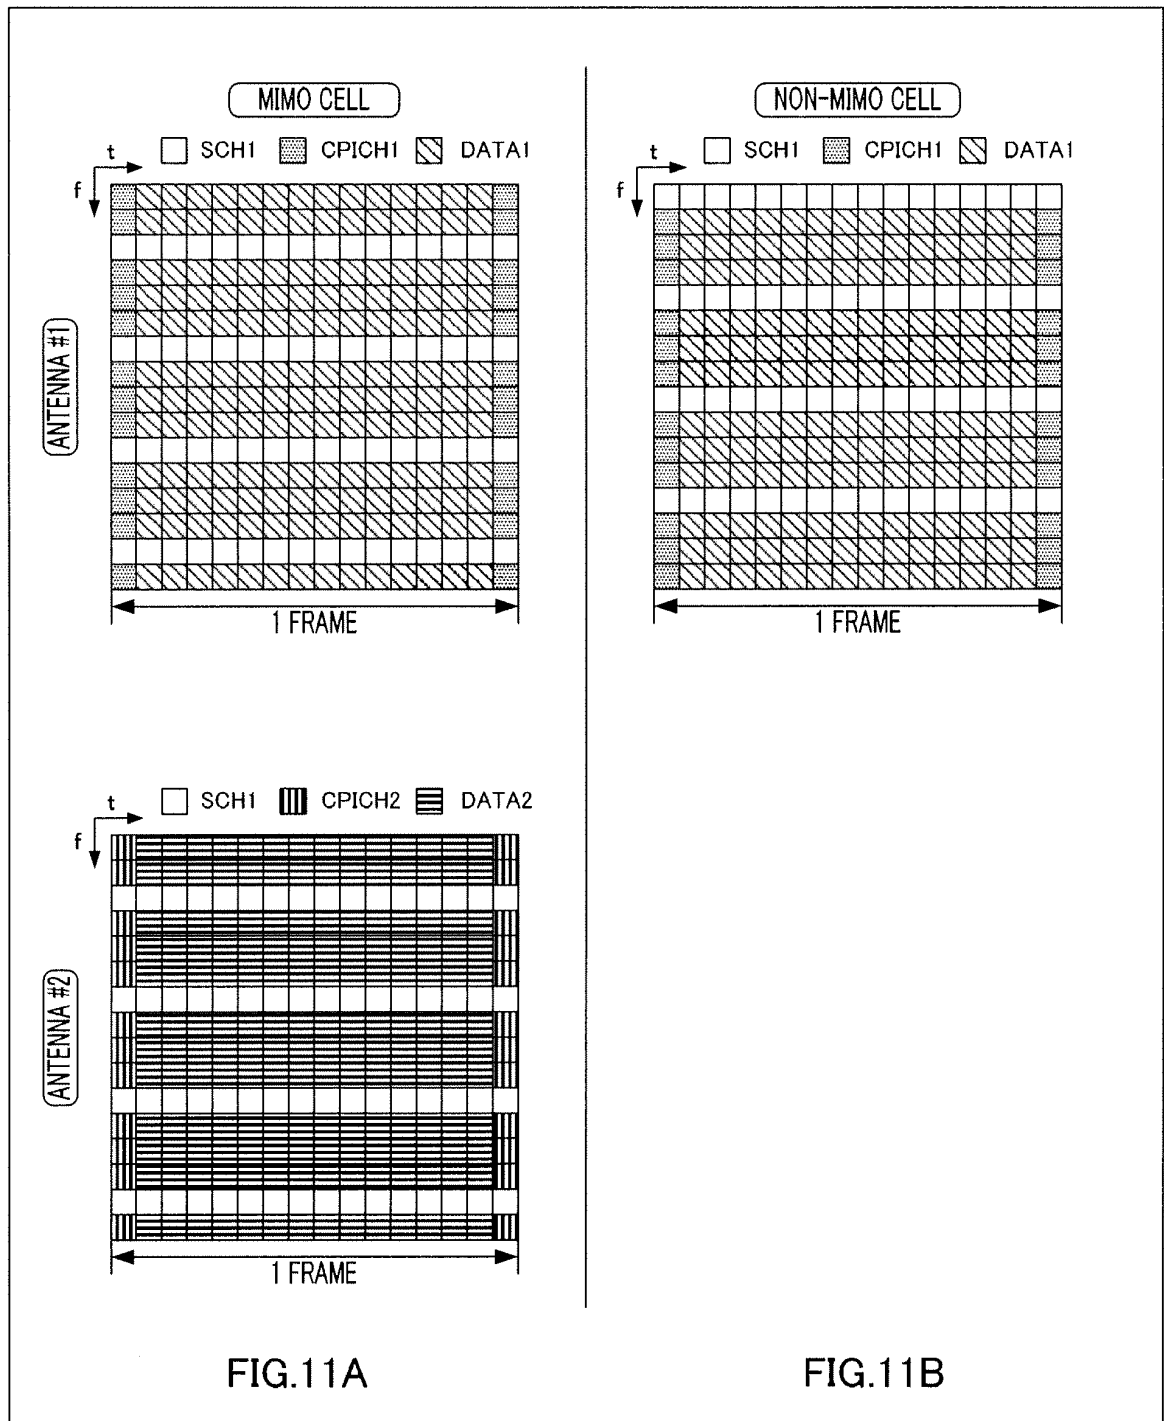 MIMO CELL
t SCH1 CPICH1 DATA1
f
ANTENNA #1
1 FRAME
t SCH1 CPICH2 DATA2
f
ANTENNA #2
1 FRAME
FIG.11A
NON-MIMO CELL
t SCH1 CPICH1 DATA1
f
1 FRAME
FIG.11B